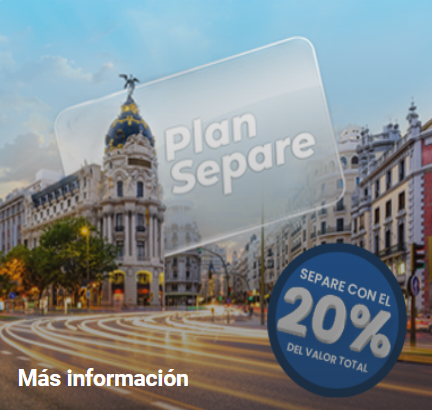 Plan
Separe
SEPARE CON EL
20%
DEL VALOR TOTAL
Más información